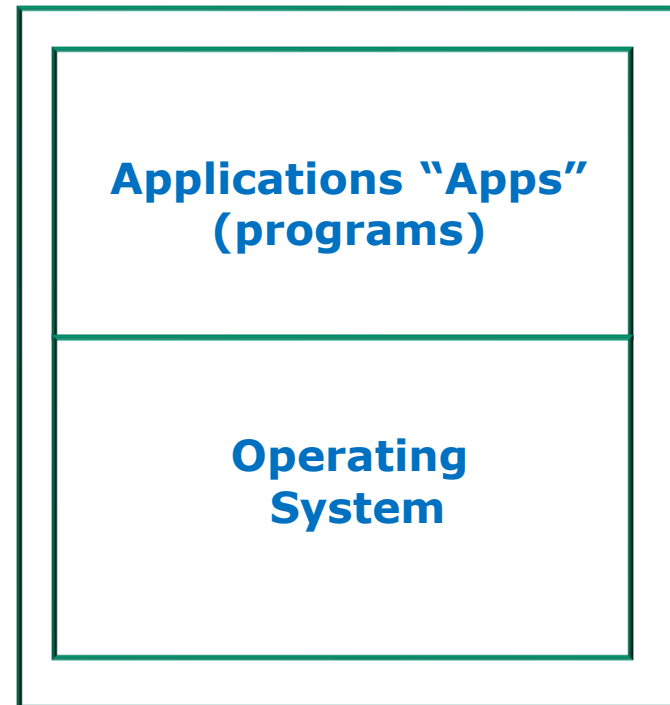 Applications “Apps”
(programs)
Operating
System